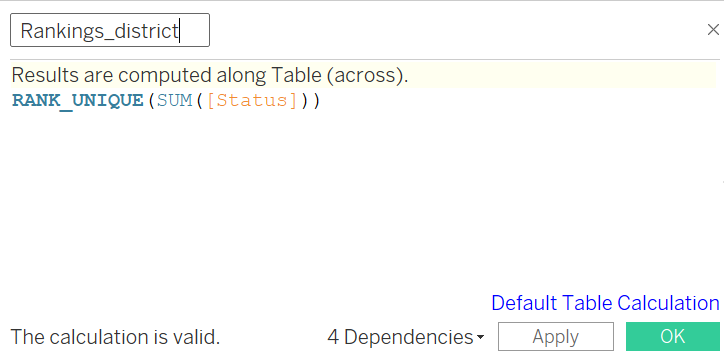 Rankings_district
Results are computed along Table (across).
RANK_UNIQUE(SUM([Status]))
Default Table Calculation
The calculation is valid.
4 Dependencies
Apply
OK